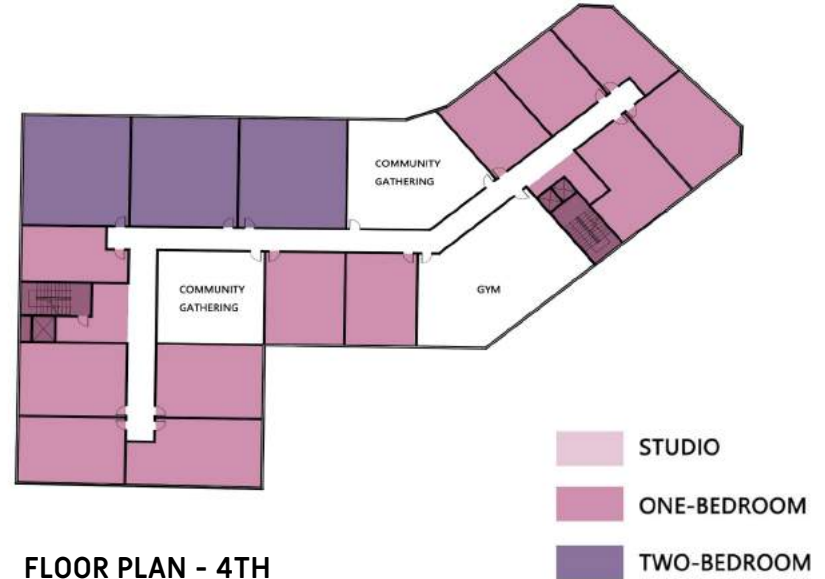 COMMUNITY
GATHERING
COMMUNITY
GATHERING
GYM
STUDIO
ONE-BEDROOM
TWO-BEDROOM
FLOOR PLAN - 4TH